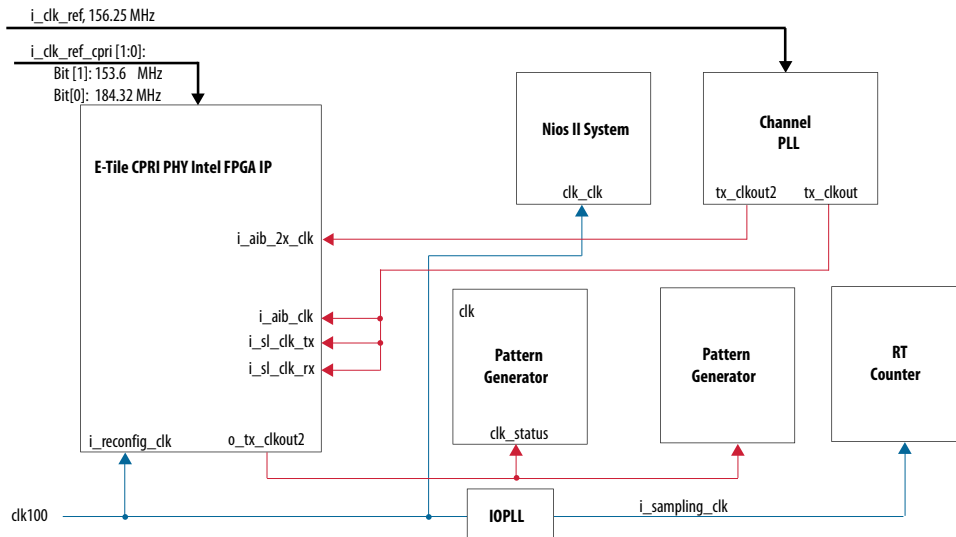 i_clk_ref, 156.25 MHz
i_clk_ref_cpri [1:0]:
Bit [1]: 153.6 MHz
Bit[0]: 184.32 MHz
E-Tile CPRI PHY Intel FPGA IP
Nios II System
clk_clk
Channel
PLL
tx_clkout2 tx_clkout
i_aib_2x_clk
i_aib_clk
i_sl_clk_tx
i_sl_clk_rx
i_reconfig_clk o_tx_clkout2
clk
Pattern
Generator
clk_status
Pattern
Generator
RT
Counter
clk100
IOPLL
i_sampling_clk